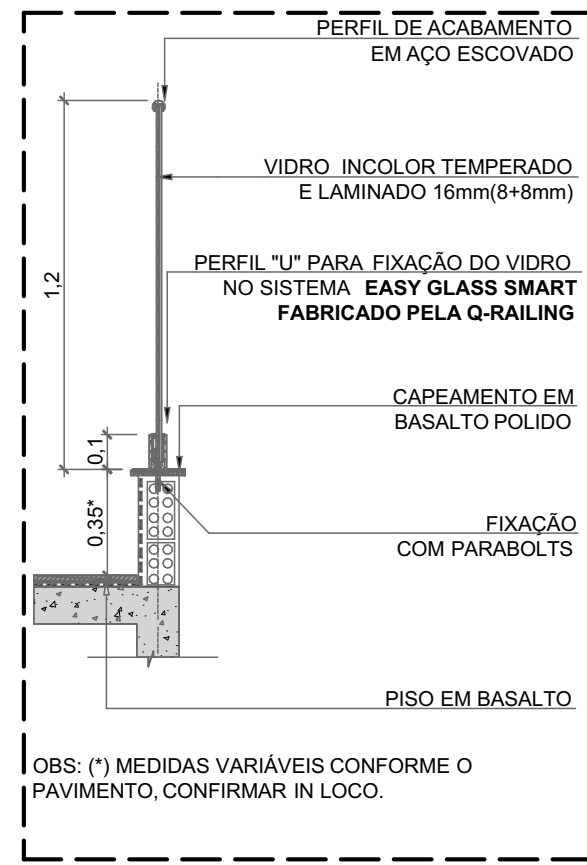 PERFIL DE ACABAMENTO
EM AÇO ESCOVADO
VIDRO INCOLOR TEMPERADO
E LAMINADO 16mm(8+8mm)
1,2
PERFIL "U" PARA FIXAÇÃO DO VIDRO
NO SISTEMA EASY GLASS SMART
FABRICADO PELA Q-RAILING
CAPEAMENTO EM
BASALTO POLIDO
0,1
0,35*
FIXAÇÃO
COM PARABOLTS
PISO EM BASALTO
OBS: (*) MEDIDAS VARIÁVEIS CONFORME O
PAVIMENTO, CONFIRMAR IN LOCO.